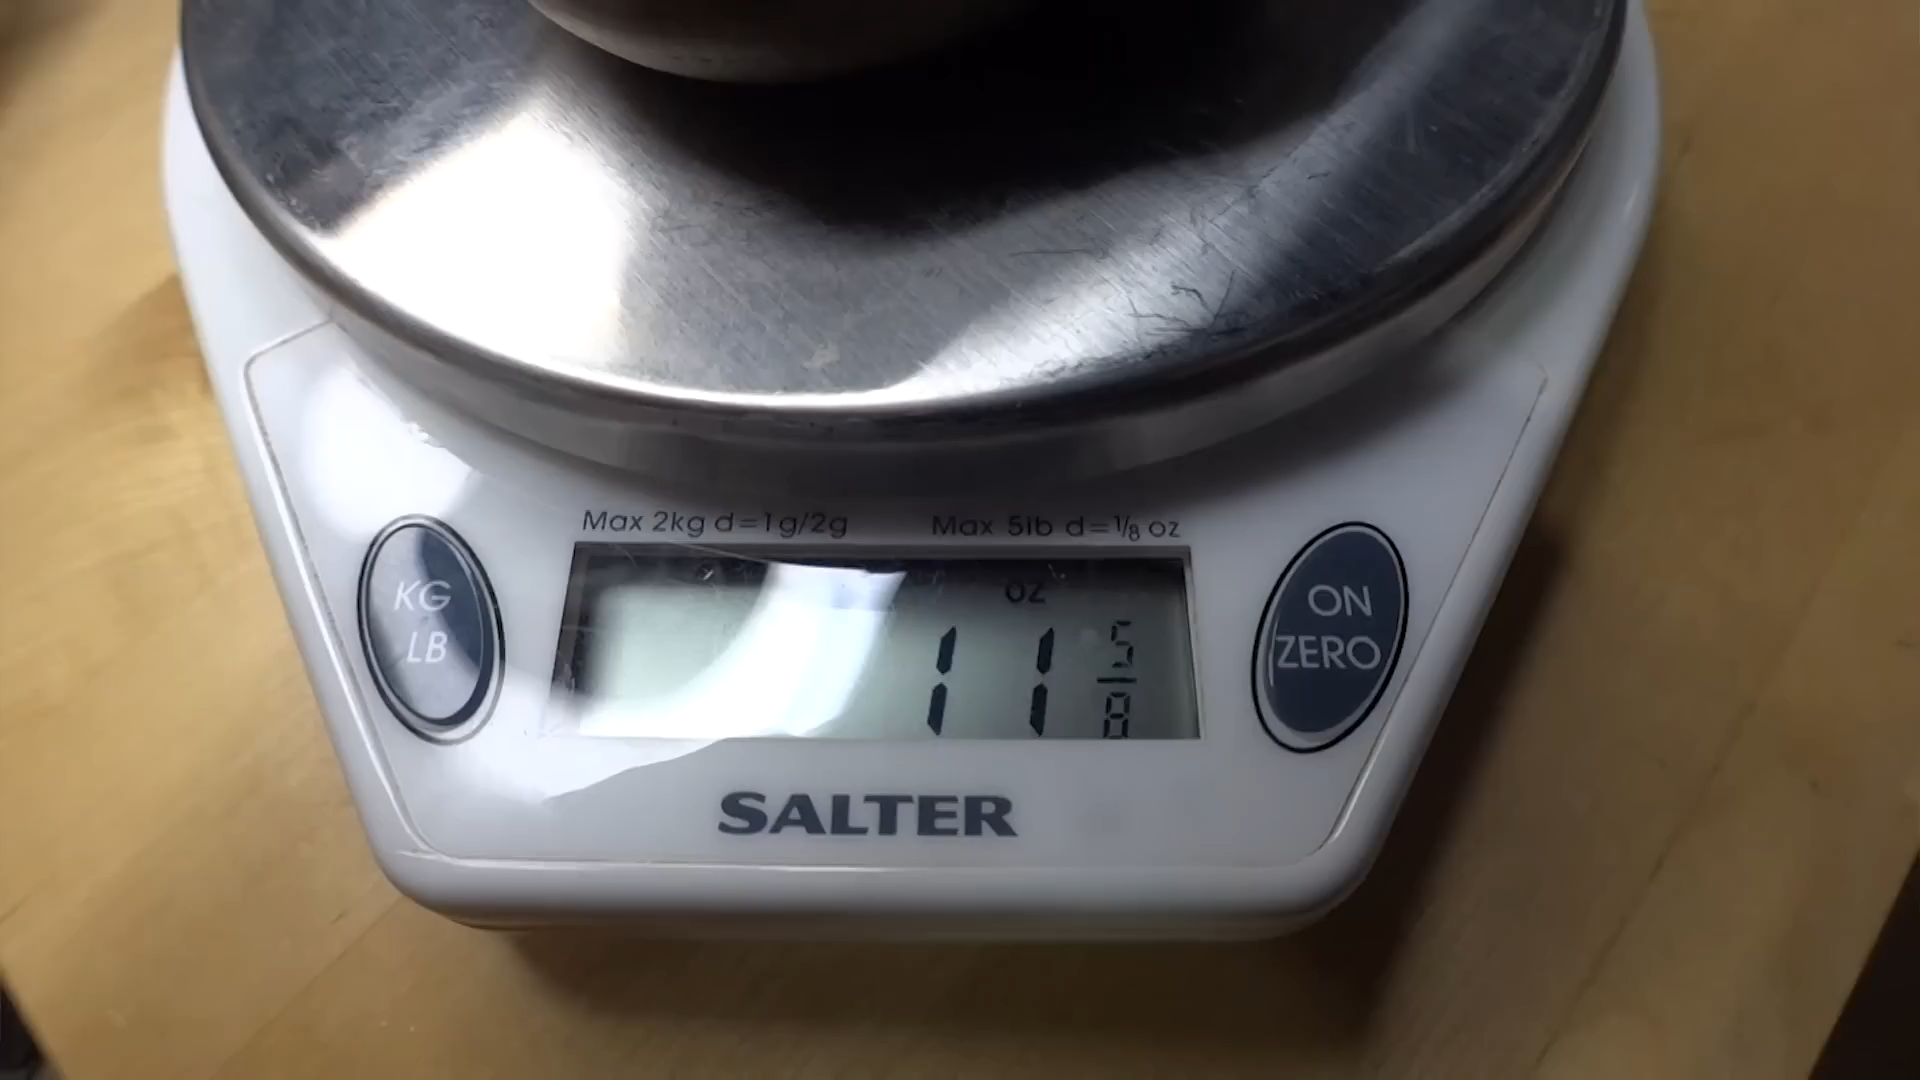 Max 2kg d=1g/2g Max 5lb d=1/8 oz
KG
LB
oz
11 5/8
ON
ZERO
SALTER